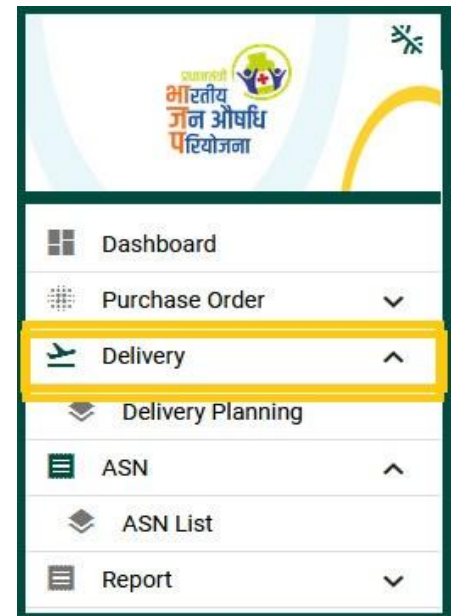 प्रधानमंत्री
भारतीय
जन औषधि
परियोजना
Dashboard
Purchase Order
Delivery
Delivery Planning
ASN
ASN List
Report